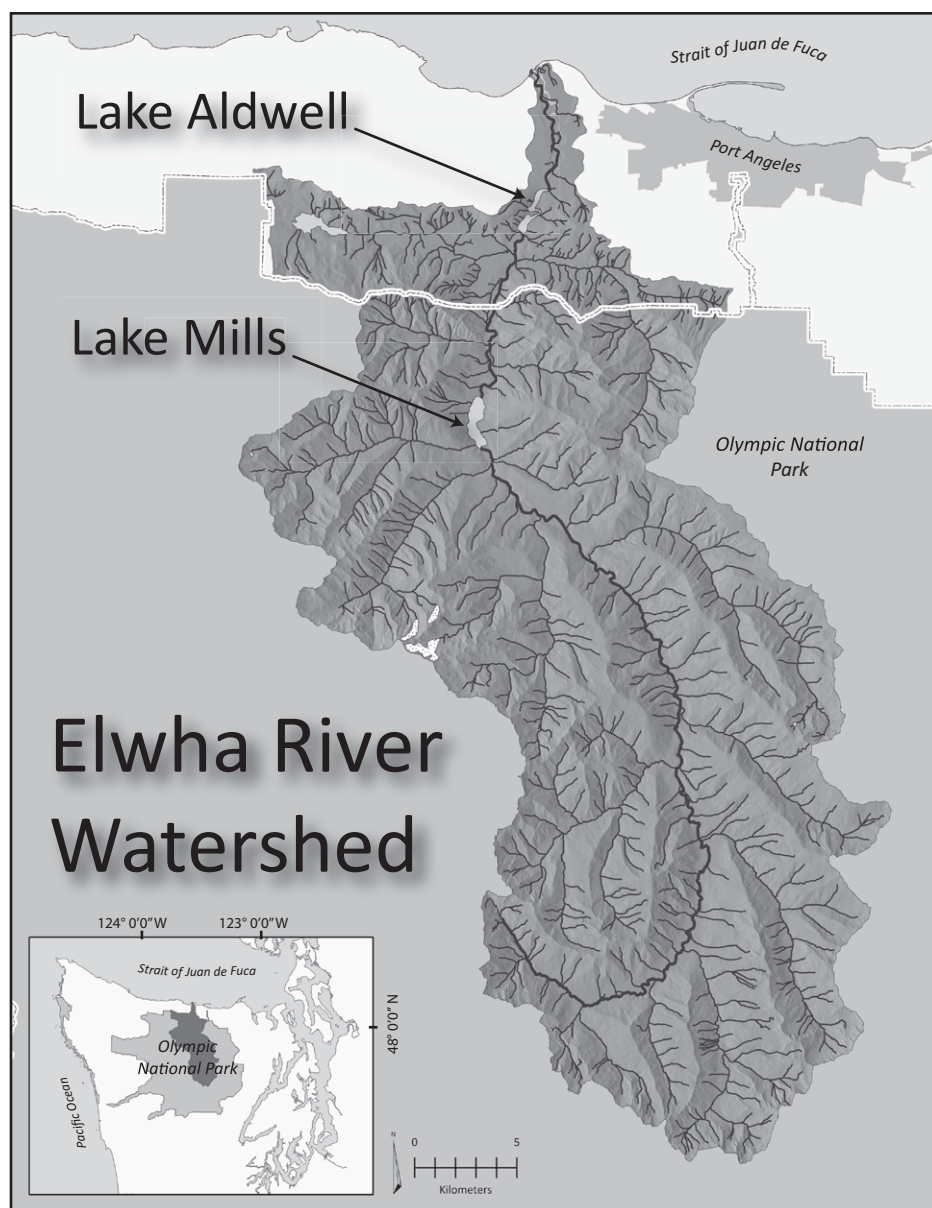 Strait of Juan de Fuca
Lake Aldwell
Port Angeles
Lake Mills
Olympic National
Park
Elwha River
Watershed
124° 0'0"W
123° 0'0"W
Strait of Juan de Fuca
48° 0'0" N
Olympic
National Park
Pacific Ocean
N
0
5
Kilometers